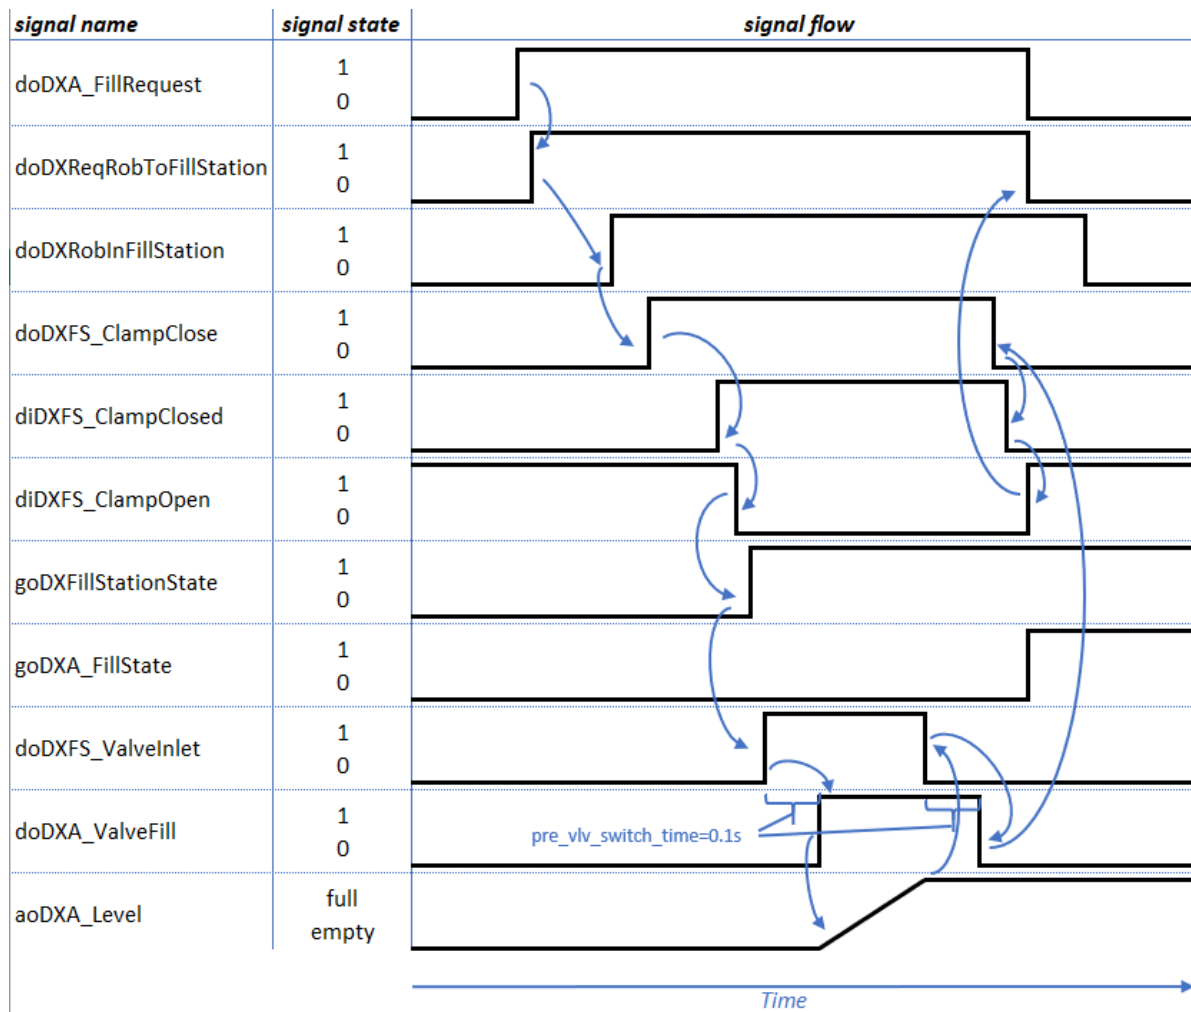 signal name signal state signal flow
doDXA_FillRequest 1
0
doDXReqRobToFillStation 1
0
doDXRobInFillStation 1
0
doDXFS_ClampClose 1
0
diDXFS_ClampClosed 1
0
diDXFS_ClampOpen 1
0
goDXFillStationState 1
0
goDXA_FillState 1
0
doDXFS_ValveInlet 1
0
doDXA_ValveFill 1
0
pre_vlv_switch_time=0.1s
aoDXA_Level full
empty
Time